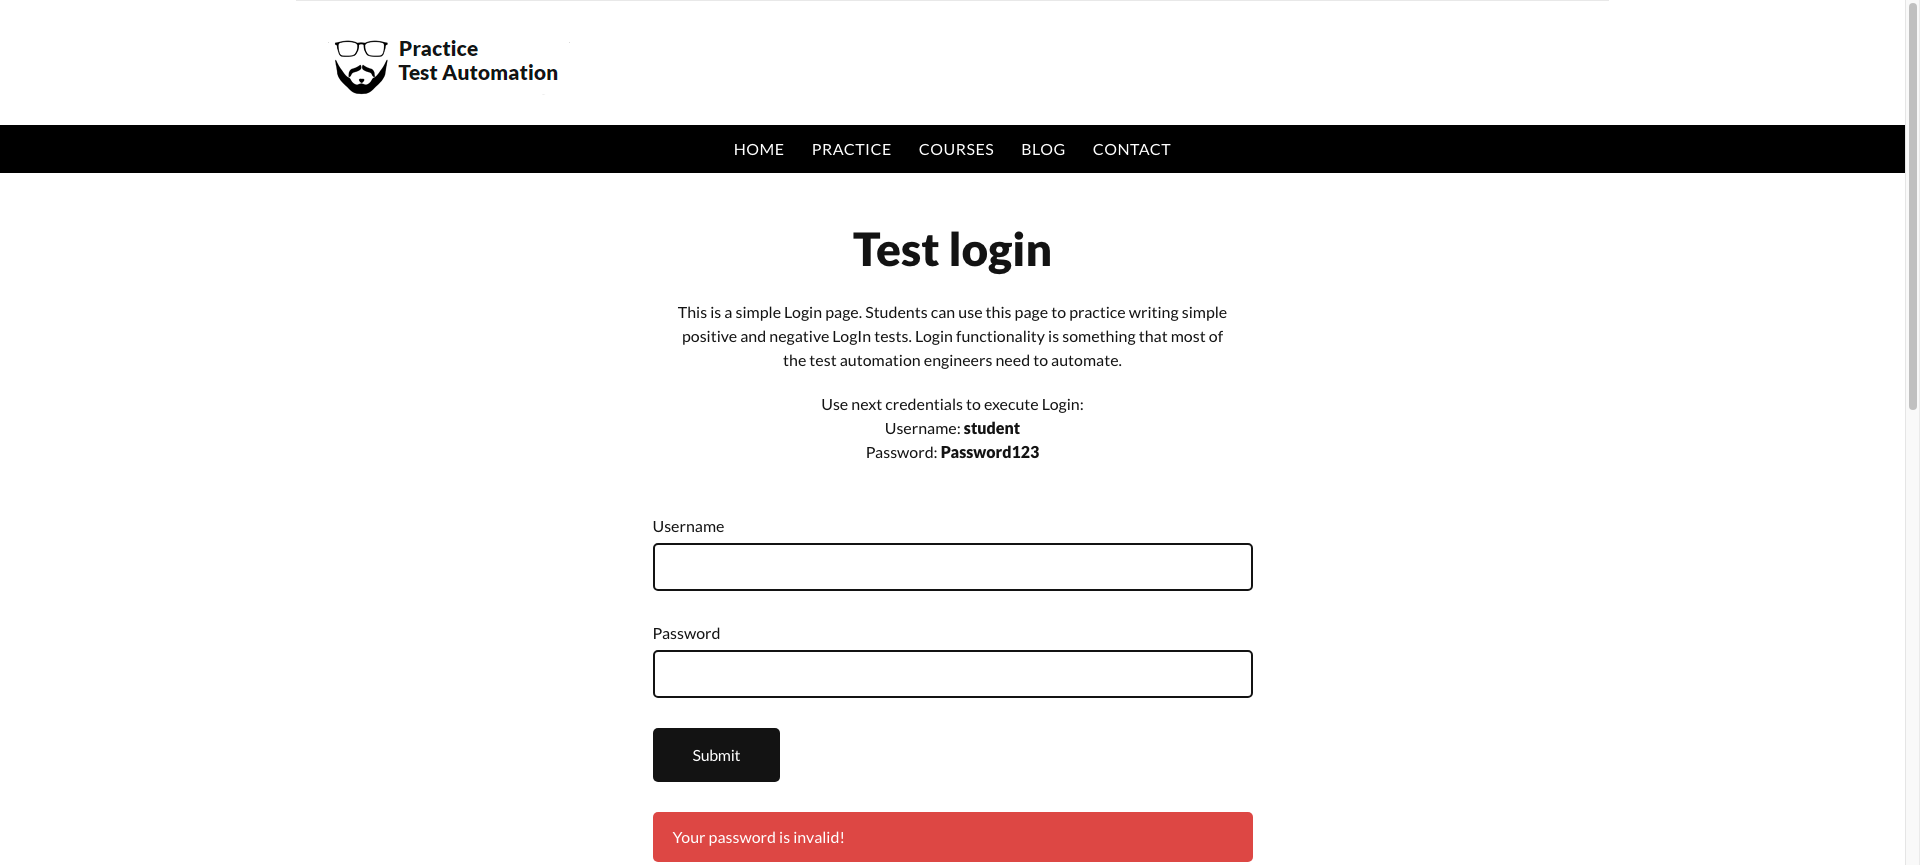 Practice
Test Automation
HOME PRACTICE COURSES BLOG CONTACT
Test login
This is a simple Login page. Students can use this page to practice writing simple
positive and negative LogIn tests. Login functionality is something that most of
the test automation engineers need to automate.
Use next credentials to execute Login:
Username: student
Password: Password123
Username
Password
Submit
Your password is invalid!